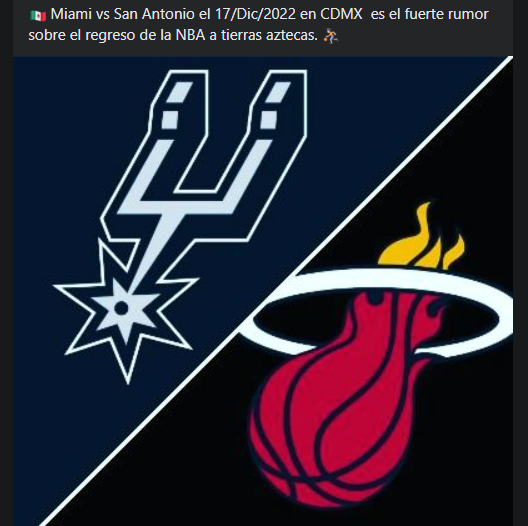 🇲🇽 Miami vs San Antonio el 17/Dic/2022 en CDMX es el fuerte rumor
sobre el regreso de la NBA a tierras aztecas. ⛹🏽